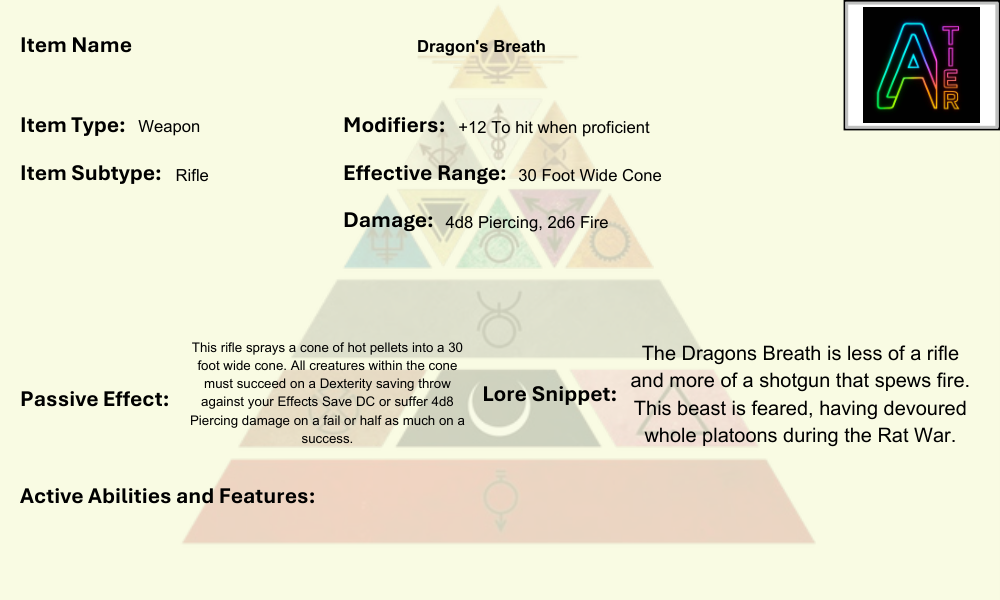 Item Name
Dragon's Breath
A TIER
Item Type: Weapon
Modifiers: +12 To hit when proficient
Item Subtype: Rifle
Effective Range: 30 Foot Wide Cone
Damage: 4d8 Piercing, 2d6 Fire
Passive Effect:
This rifle sprays a cone of hot pellets into a 30
foot wide cone. All creatures within the cone
must succeed on a Dexterity saving throw
against your Effects Save DC or suffer 4d8
Piercing damage on a fail or half as much on a
success.
Lore Snippet:
The Dragons Breath is less of a rifle
and more of a shotgun that spews fire.
This beast is feared, having devoured
whole platoons during the Rat War.
Active Abilities and Features: